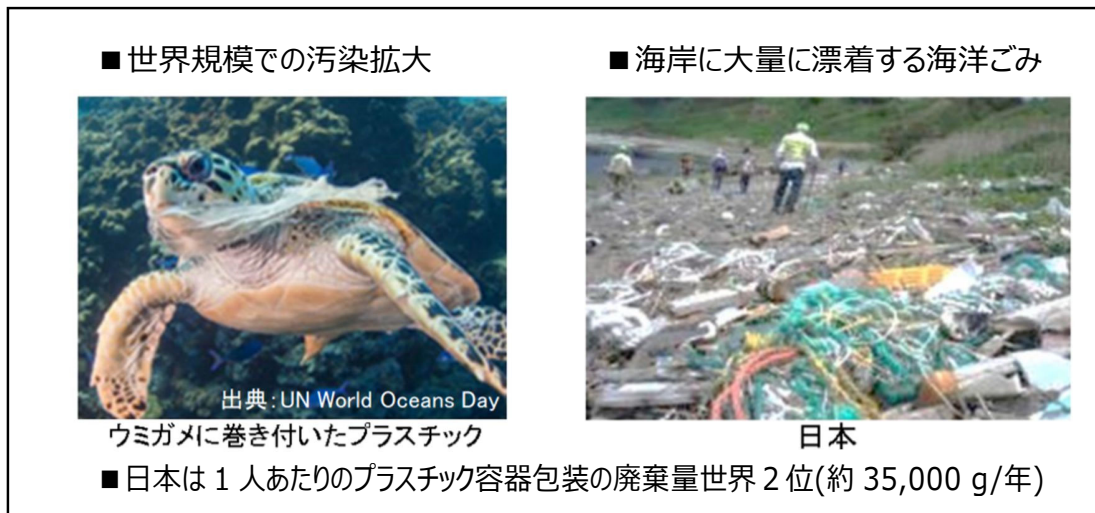 ■世界規模での汚染拡大
■海岸に大量に漂着する海洋ごみ
出典:UN World Oceans Day
ウミガメに巻き付いたプラスチック
日本
■日本は 1 人あたりのプラスチック容器包装の廃棄量世界 2 位(約 35,000 g/年)